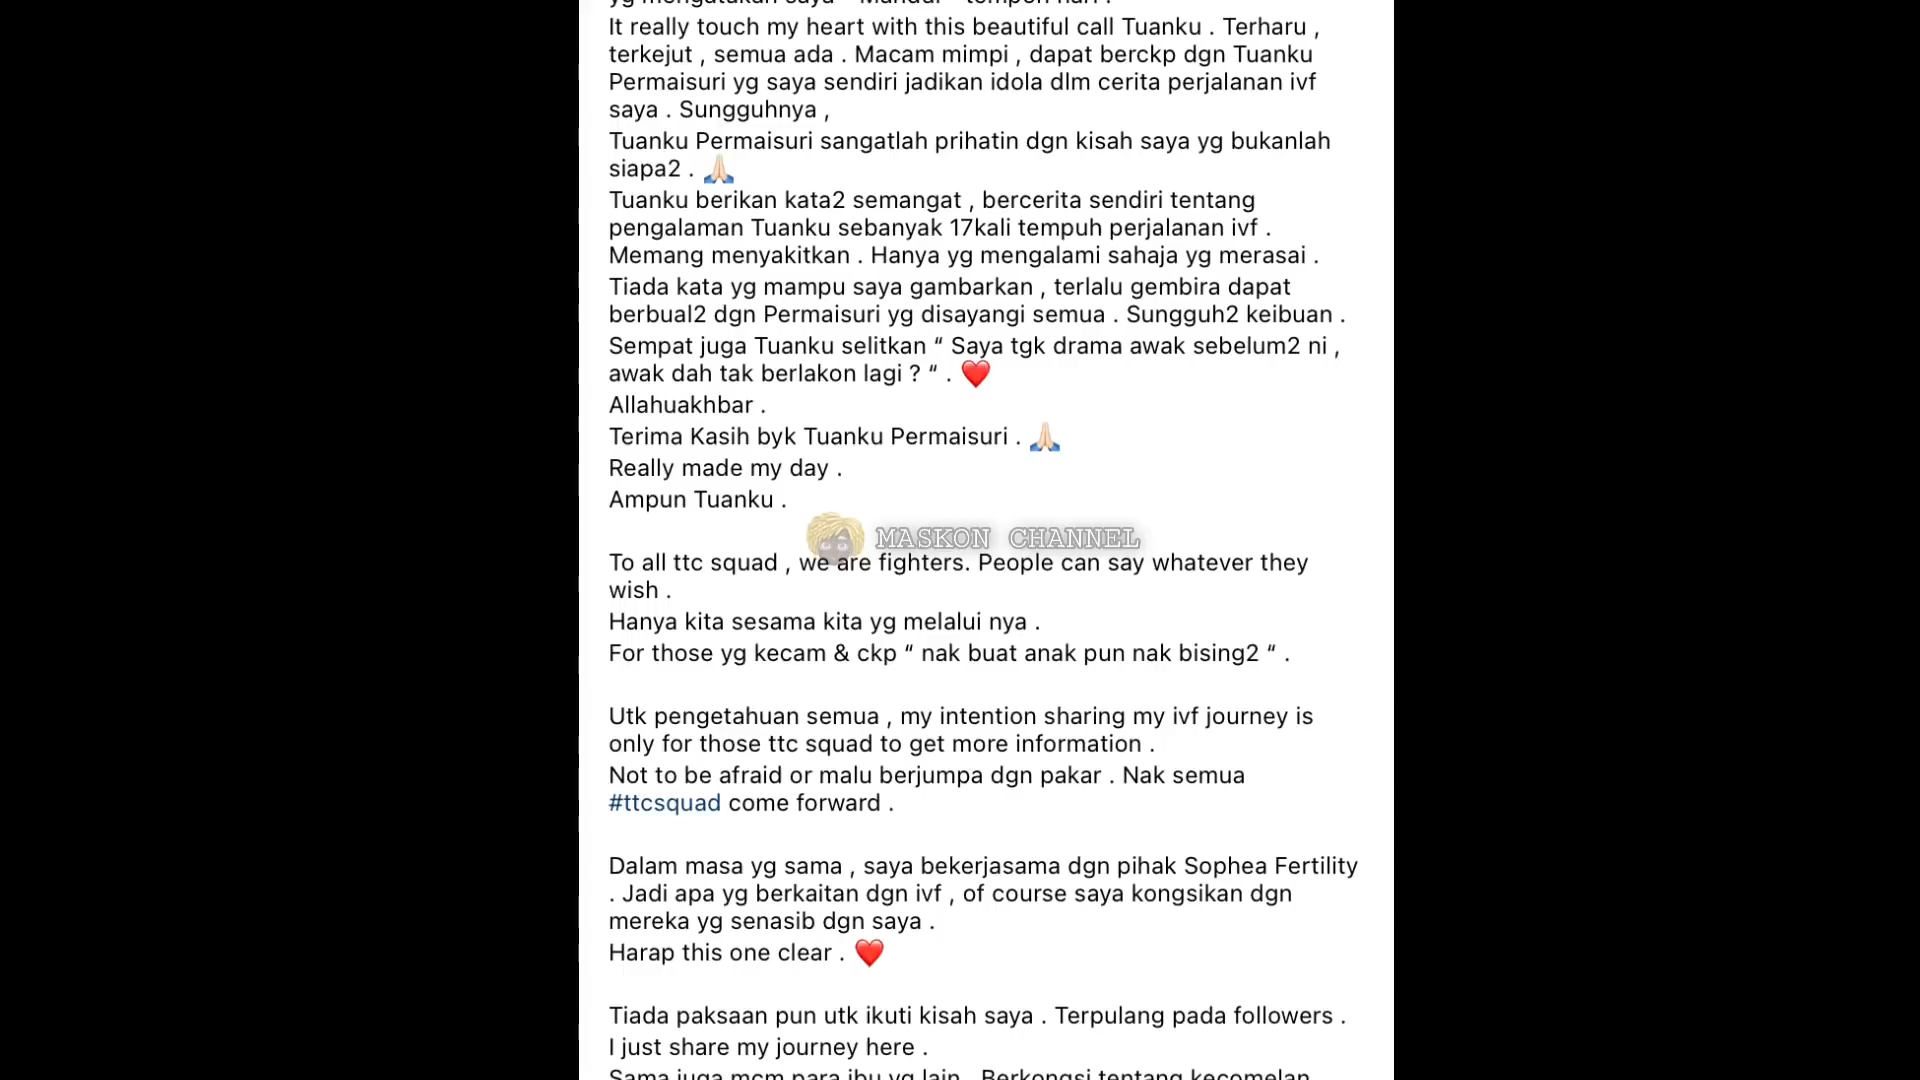 It really touch my heart with this beautiful call Tuanku . Terharu ,
terkejut , semua ada . Macam mimpi , dapat berckp dgn Tuanku
Permaisuri yg saya sendiri jadikan idola dlm cerita perjalanan ivf
saya . Sungguhnya ,
Tuanku Permaisuri sangatlah prihatin dgn kisah saya yg bukanlah
siapa2 . 🙏🏻
Tuanku berikan kata2 semangat , bercerita sendiri tentang
pengalaman Tuanku sebanyak 17kali tempuh perjalanan ivf .
Memang menyakitkan . Hanya yg mengalami sahaja yg merasai .
Tiada kata yg mampu saya gambarkan , terlalu gembira dapat
berbual2 dgn Permaisuri yg disayangi semua . Sungguh2 keibuan .
Sempat juga Tuanku selitkan “ Saya tgk drama awak sebelum2 ni ,
awak dah tak berlakon lagi ? “ . ❤️
Allahuakhbar .
Terima Kasih byk Tuanku Permaisuri . 🙏🏻
Really made my day .
Ampun Tuanku .
MASKON CHANNEL
To all ttc squad , we are fighters. People can say whatever they
wish .
Hanya kita sesama kita yg melalui nya .
For those yg kecam & ckp “ nak buat anak pun nak bising2 “ .
Utk pengetahuan semua , my intention sharing my ivf journey is
only for those ttc squad to get more information .
Not to be afraid or malu berjumpa dgn pakar . Nak semua
#ttcsquad come forward .
Dalam masa yg sama , saya bekerjasama dgn pihak Sophea Fertility
. Jadi apa yg berkaitan dgn ivf , of course saya kongsikan dgn
mereka yg senasib dgn saya .
Harap this one clear . ❤️
Tiada paksaan pun utk ikuti kisah saya . Terpulang pada followers .
I just share my journey here .
Sama juga mcm para ibu yg lain . Berkongsi tentang kecomelan